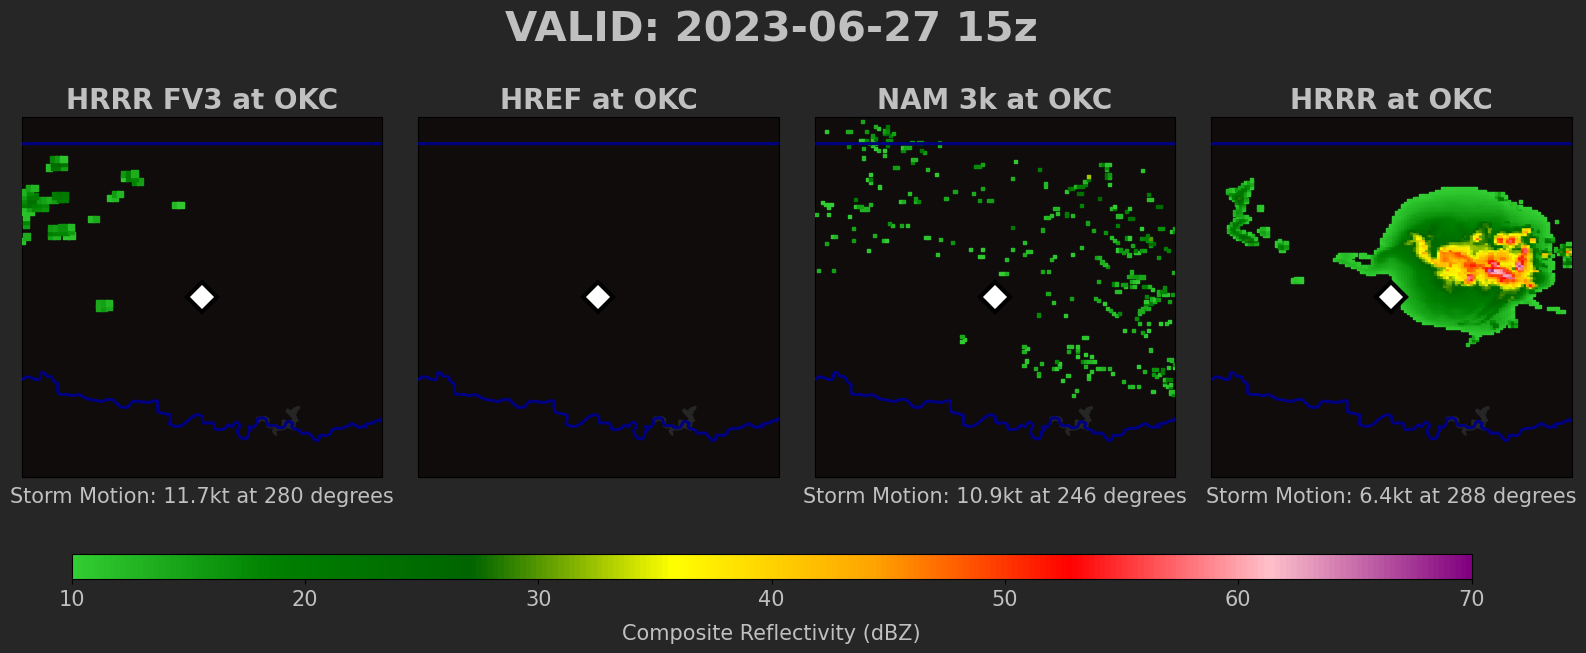 VALID: 2023-06-27 15z
HRRR FV3 at OKC
HREF at OKC
NAM 3k at OKC
HRRR at OKC
Storm Motion: 11.7kt at 280 degrees
Storm Motion: 10.9kt at 246 degrees
Storm Motion: 6.4kt at 288 degrees
10 20 30 40 50 60 70
Composite Reflectivity (dBZ)